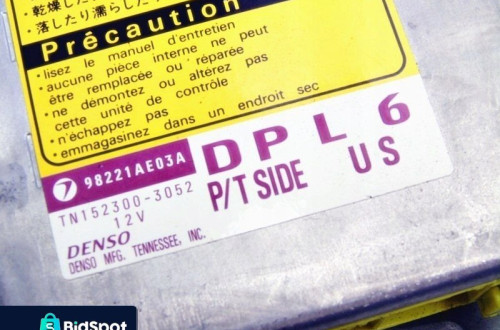 ・乾燥した
・落したり濡らしたり
Précaution
・lisez le manuel d'entretien
・aucune pièce interne ne peut
être remplacée ou réparée
・ne démontez ou altérez pas
cette unité de contrôle
・n'échappez pas
・emmagasinez dans un endroit sec
7 98221AE03A
DPL 6
TN152300-3052
P/T SIDE US
12V
DENSO
DENSO MFG. TENNESSEE, INC.
BidSpot